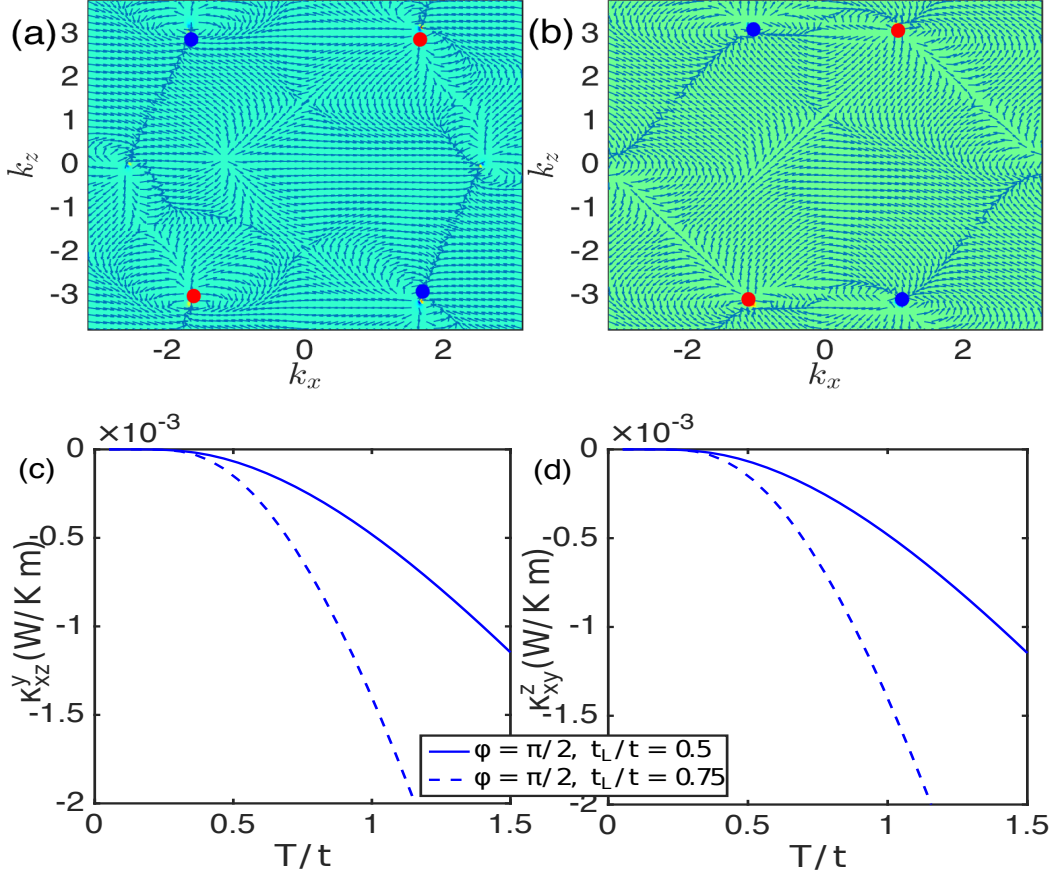 (a)
3
2
1
0
-1
-2
-3
k_z
-2
0
2
k_x
(b)
3
2
1
0
-1
-2
-3
k_z
-2
0
2
k_x
×10⁻³
(c)
0
-0.5
-1
-1.5
-2
κ^y_xz(W/K m)
0
0.5
1
1.5
T/t
×10⁻³
(d)
0
-0.5
-1
-1.5
-2
κ^z_xy(W/K m)
0
0.5
1
1.5
T/t
φ = π/2, t_L/t = 0.5
φ = π/2, t_L/t = 0.75